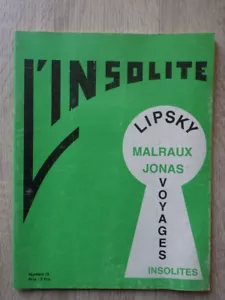 L'INSOLITE
LIPSKY
MALRAUX
JONAS
VOYAGES
INSOLITES